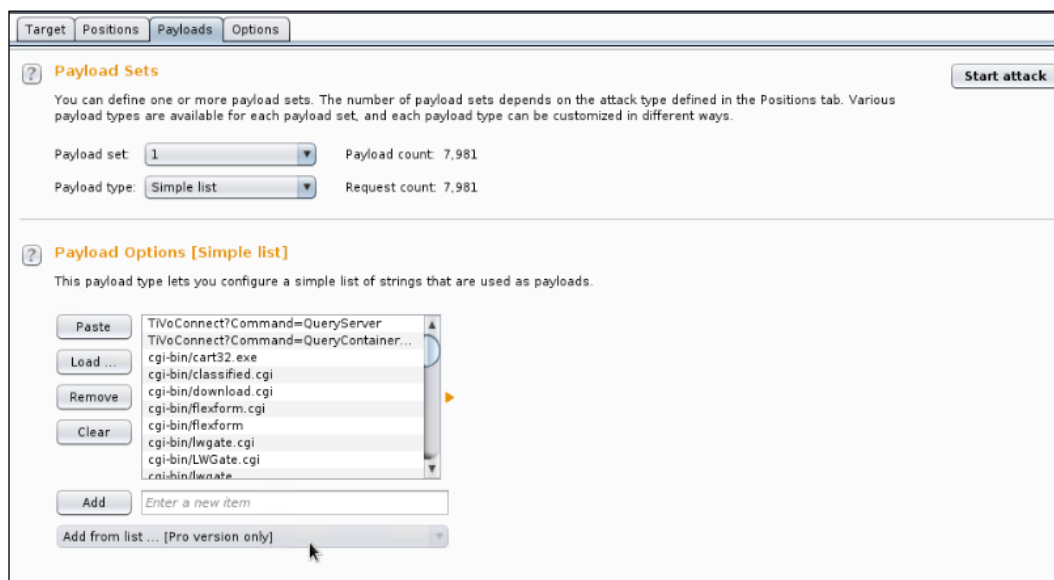 Target Positions Payloads Options
? Payload Sets
Start attack
You can define one or more payload sets. The number of payload sets depends on the attack type defined in the Positions tab. Various
payload types are available for each payload set, and each payload type can be customized in different ways.
Payload set: 1 Payload count: 7,981
Payload type: Simple list Request count: 7,981
? Payload Options [Simple list]
This payload type lets you configure a simple list of strings that are used as payloads.
Paste
Load ...
Remove
Clear
TiVoConnect?Command=QueryServer
TiVoConnect?Command=QueryContainer...
cgi-bin/cart32.exe
cgi-bin/classified.cgi
cgi-bin/download.cgi
cgi-bin/flexform.cgi
cgi-bin/flexform
cgi-bin/lwgate.cgi
cgi-bin/LWGate.cgi
cgi-bin/lwgate
Add Enter a new item
Add from list ... [Pro version only]